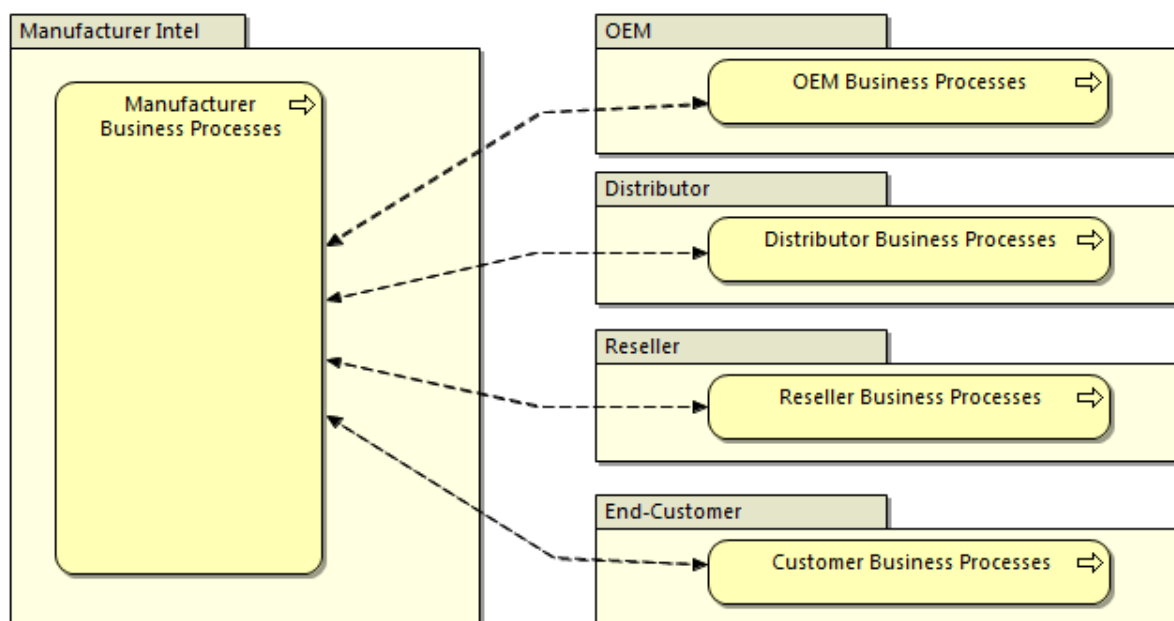 Manufacturer Intel
Manufacturer
Business Processes
OEM
OEM Business Processes
Distributor
Distributor Business Processes
Reseller
Reseller Business Processes
End-Customer
Customer Business Processes